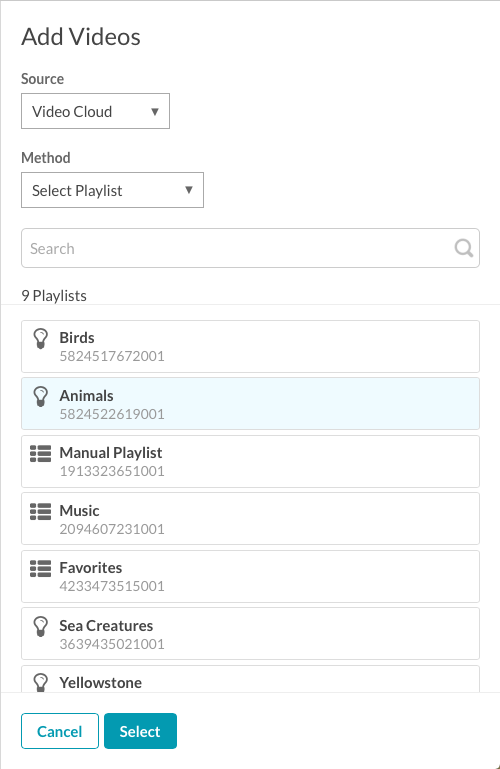 Add Videos
Source
Video Cloud
Method
Select Playlist
Search
9 Playlists
Birds
5824517672001
Animals
5824522619001
Manual Playlist
1913323651001
Music
2094607231001
Favorites
4233473515001
Sea Creatures
3639435021001
Yellowstone
Cancel Select